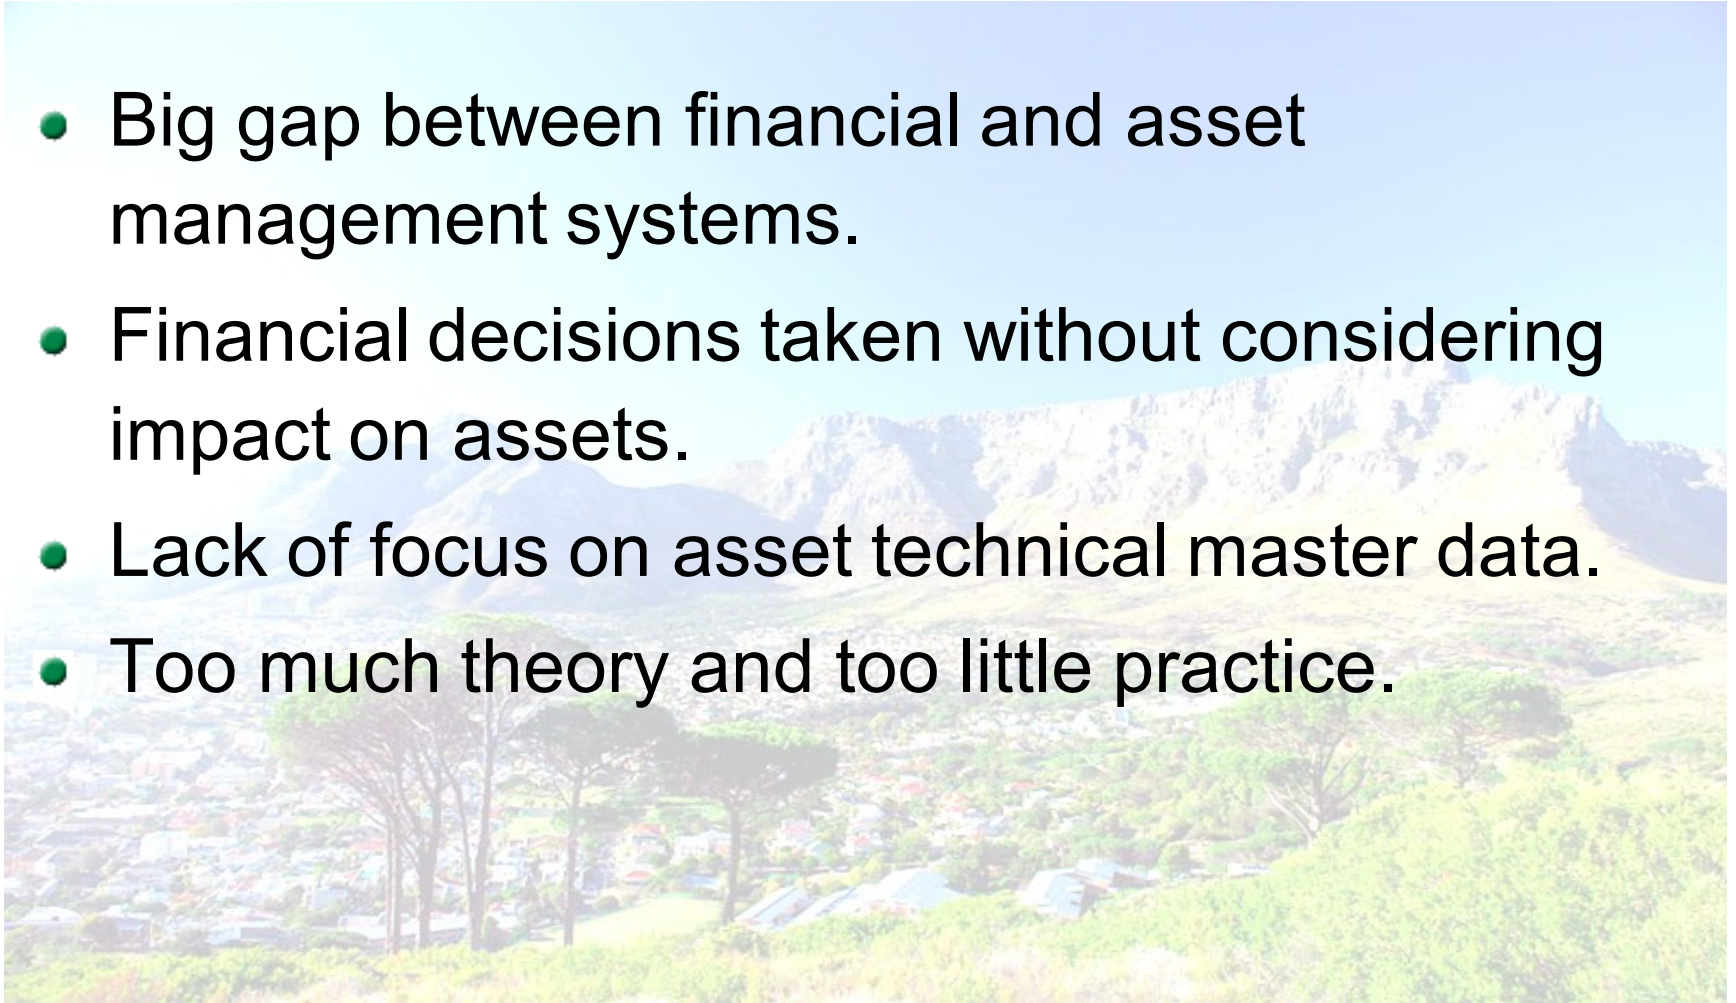 Big gap between financial and asset
management systems.
Financial decisions taken without considering
impact on assets.
Lack of focus on asset technical master data.
Too much theory and too little practice.